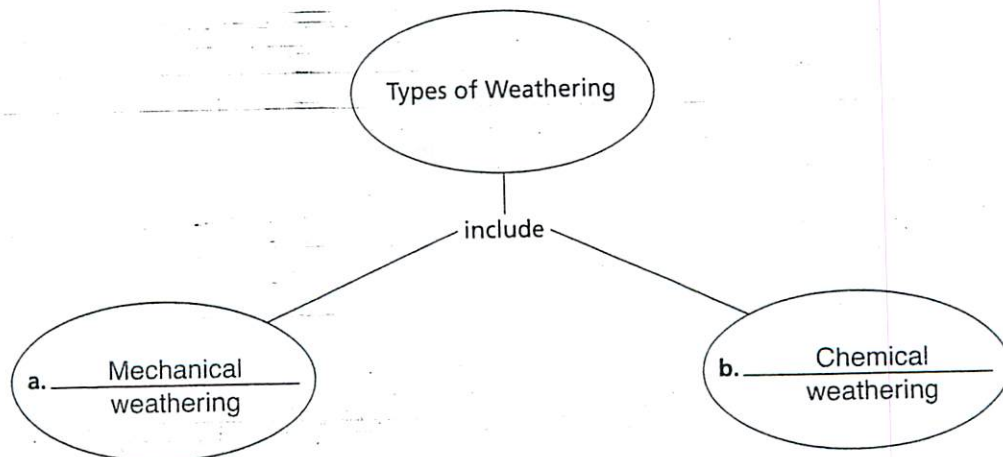 Types of Weathering
include
a. Mechanical
weathering
b. Chemical
weathering